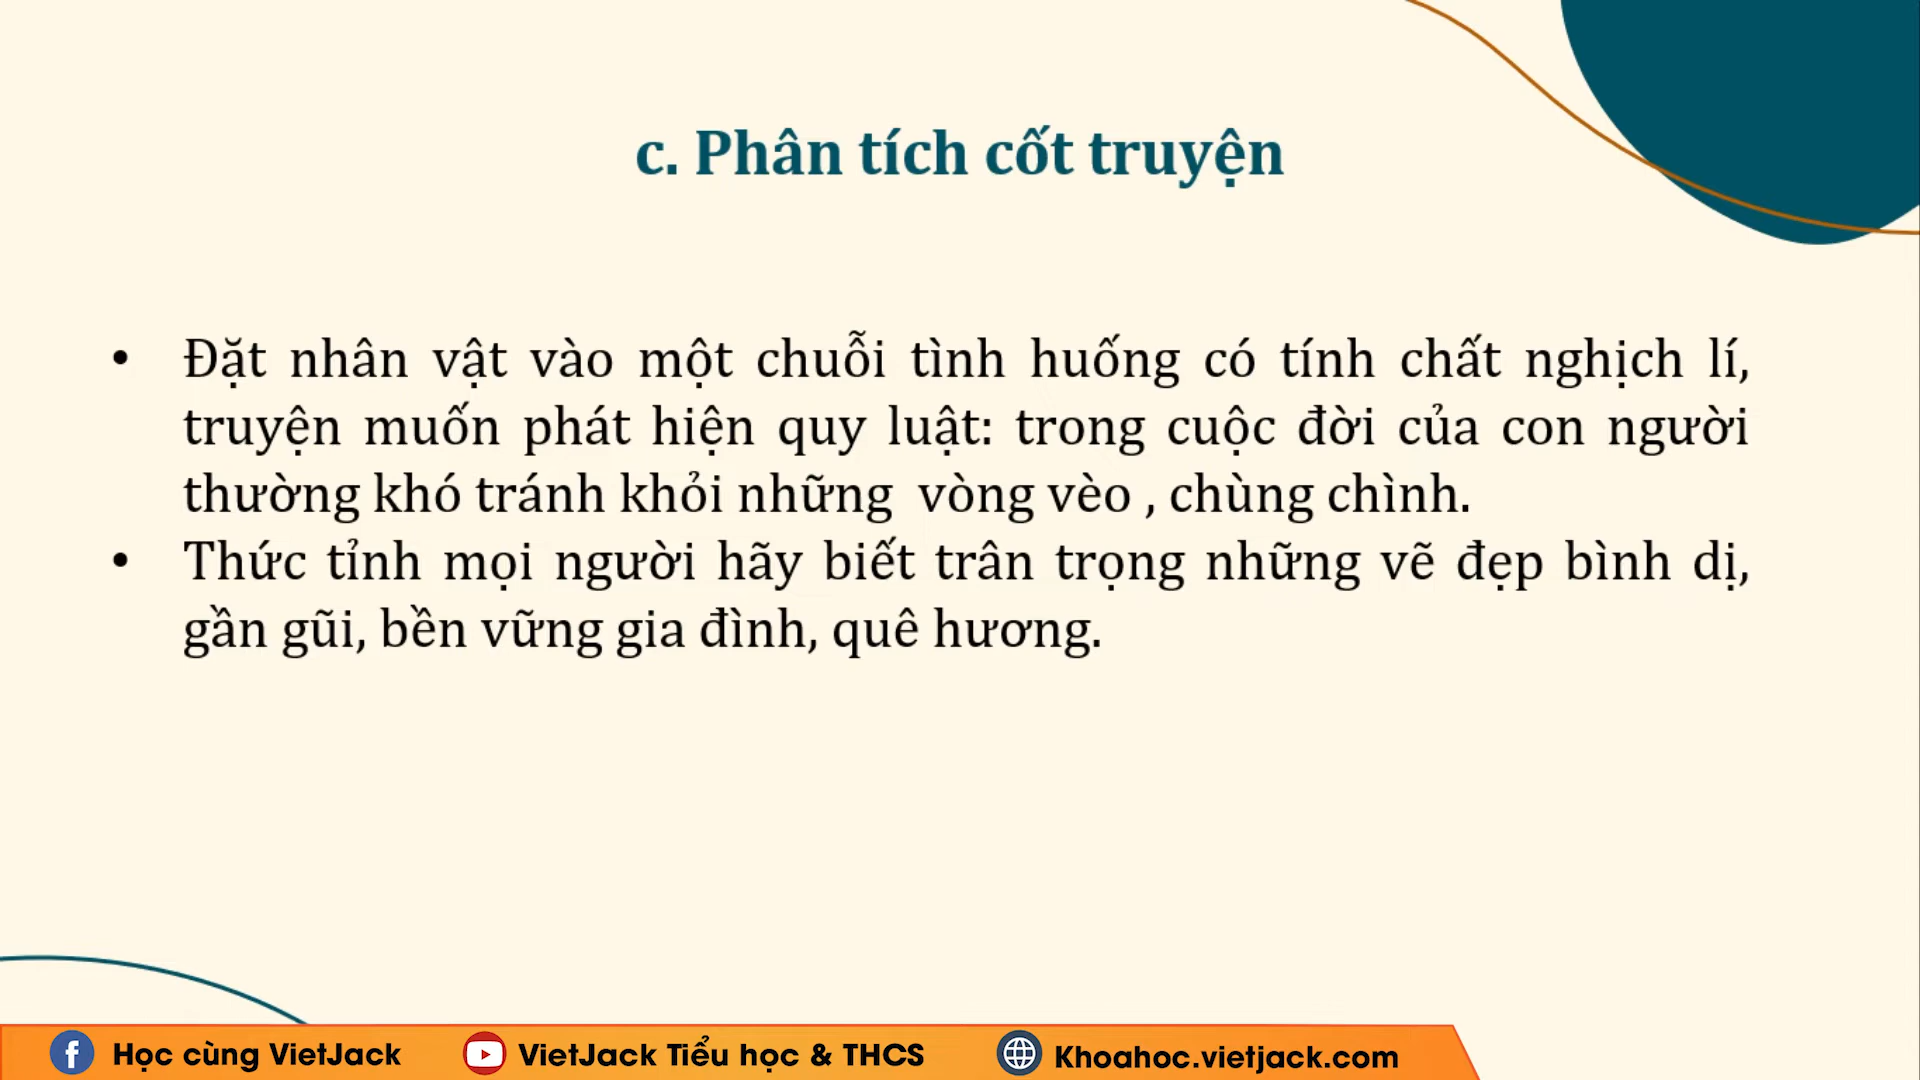 c. Phân tích cốt truyện
• Đặt nhân vật vào một chuỗi tình huống có tính chất nghịch lí,
truyện muốn phát hiện quy luật: trong cuộc đời của con người
thường khó tránh khỏi những vòng vèo , chùng chình.
• Thức tỉnh mọi người hãy biết trân trọng những vẽ đẹp bình dị,
gần gũi, bền vững gia đình, quê hương.
Học cùng VietJack
VietJack Tiểu học & THCS
Khoahoc.vietjack.com